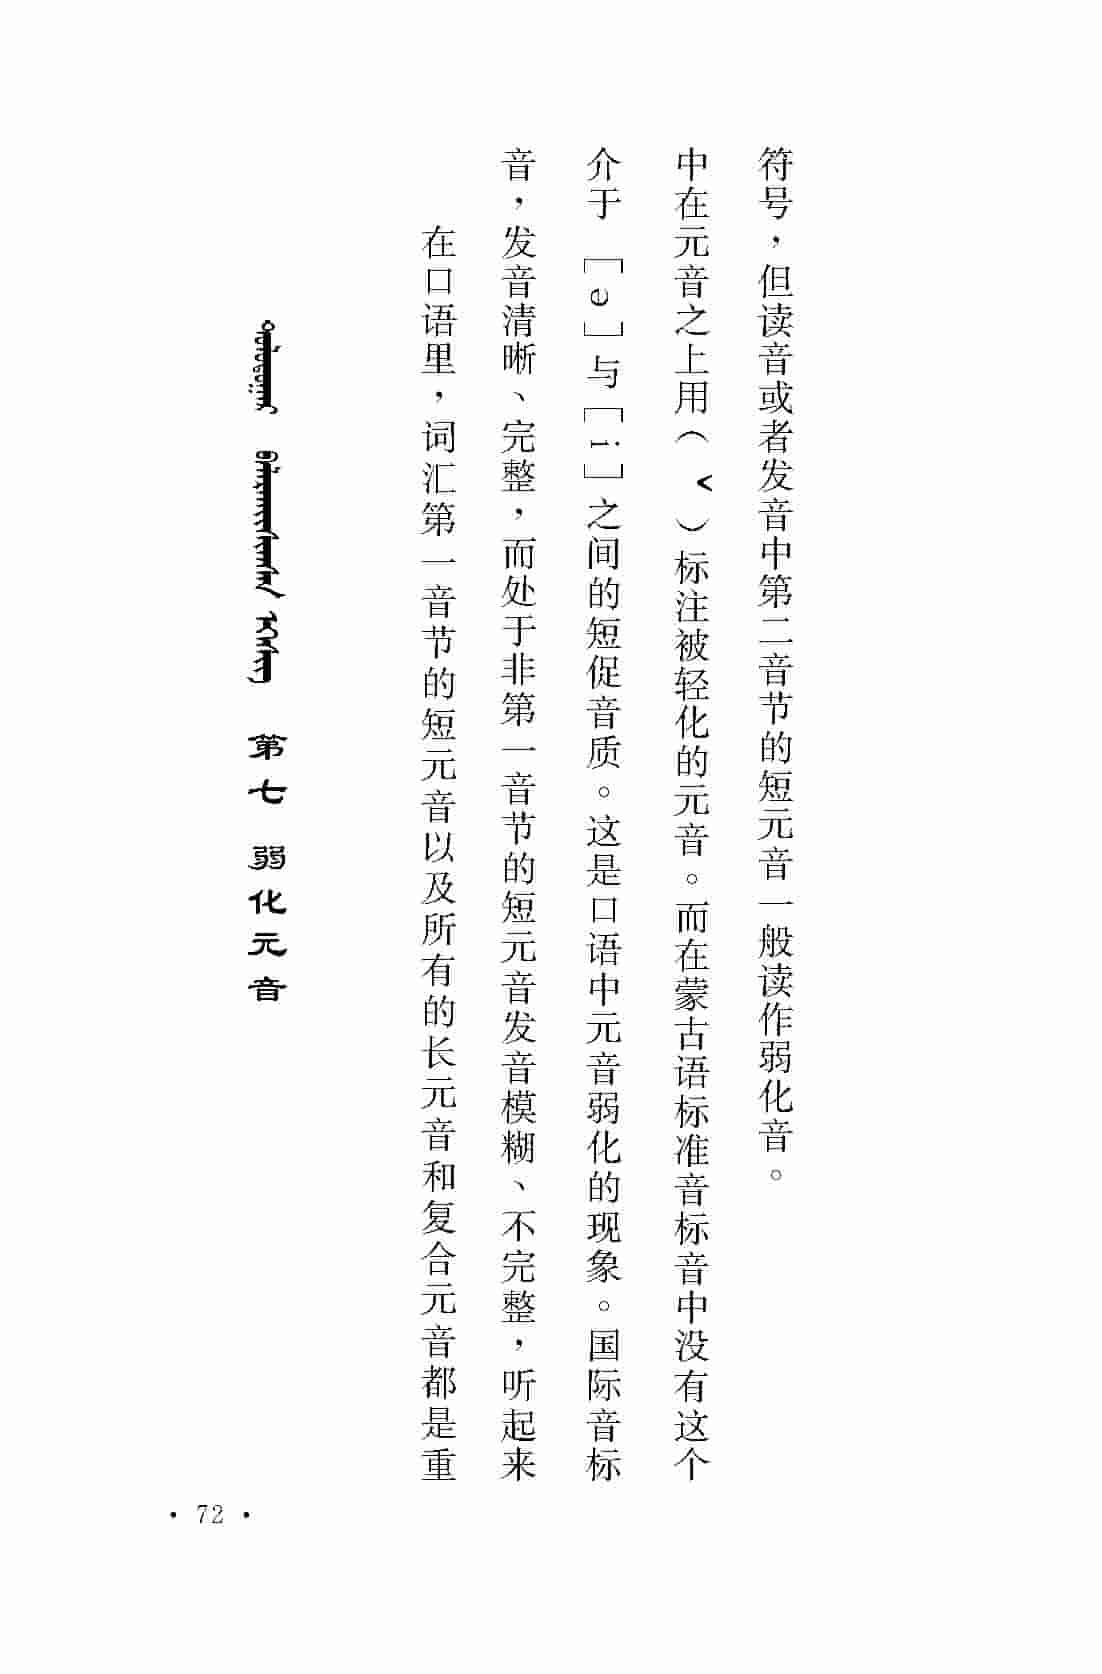 第七 弱化元音
在口语里，词汇第一音节的短元音以及所有的长元音和复合元音都是重
音，发音清晰、完整，而处于非第一音节的短元音发音模糊、不完整，听起来
介于［e］与［i］之间的短促音质。这是口语中元音弱化的现象。国际音标
中在元音之上用（ˇ）标注被轻化的元音。而在蒙古语标准音标音中没有这个
符号，但读音或者发音中第二音节的短元音一般读作弱化音。
· 72 ·